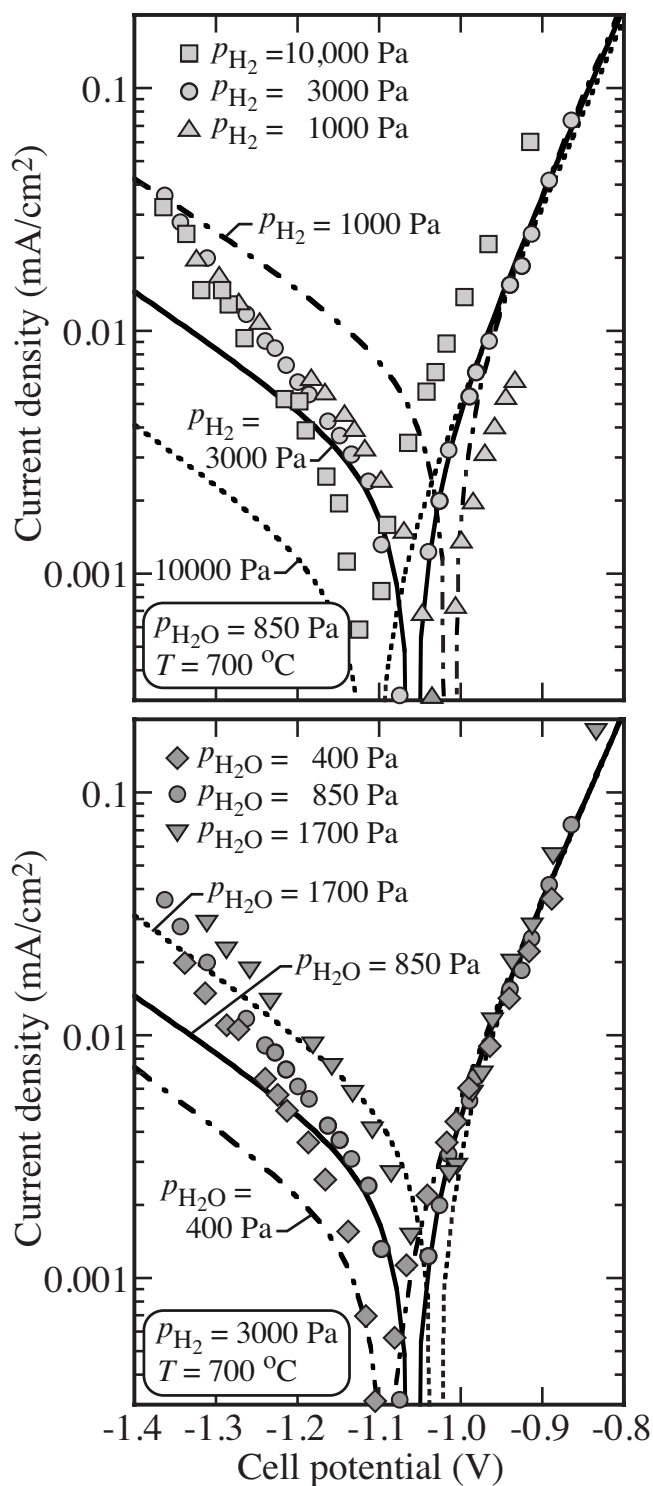 p_H2 = 10,000 Pa
p_H2 = 3000 Pa
p_H2 = 1000 Pa
0.1
0.01
0.001
Current density (mA/cm²)
p_H2 = 1000 Pa
p_H2 =
3000 Pa
10000 Pa
p_H2O = 850 Pa
T = 700 °C
p_H2O = 400 Pa
p_H2O = 850 Pa
p_H2O = 1700 Pa
0.1
0.01
0.001
Current density (mA/cm²)
p_H2O = 1700 Pa
p_H2O = 850 Pa
p_H2O =
400 Pa
p_H2 = 3000 Pa
T = 700 °C
-1.4 -1.3 -1.2 -1.1 -1.0 -0.9 -0.8
Cell potential (V)